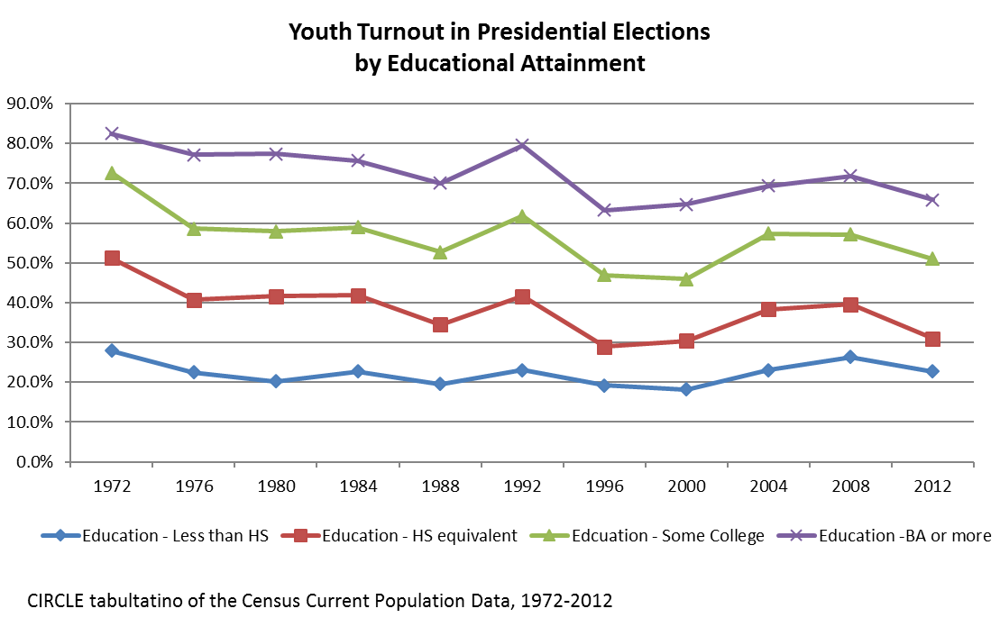 Youth Turnout in Presidential Elections
by Educational Attainment
90.0%
80.0%
70.0%
60.0%
50.0%
40.0%
30.0%
20.0%
10.0%
0.0%
1972 1976 1980 1984 1988 1992 1996 2000 2004 2008 2012
Education - Less than HS Education - HS equivalent Edcuation - Some College Education -BA or more
CIRCLE tabultatino of the Census Current Population Data, 1972-2012